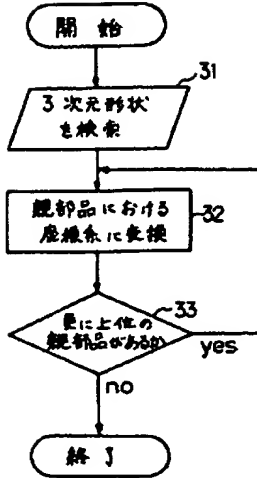 開始
31
3次元形状
を検索
32
親部品における
座標系に変換
33
更に上位の
親部品があるか
yes
no
終了